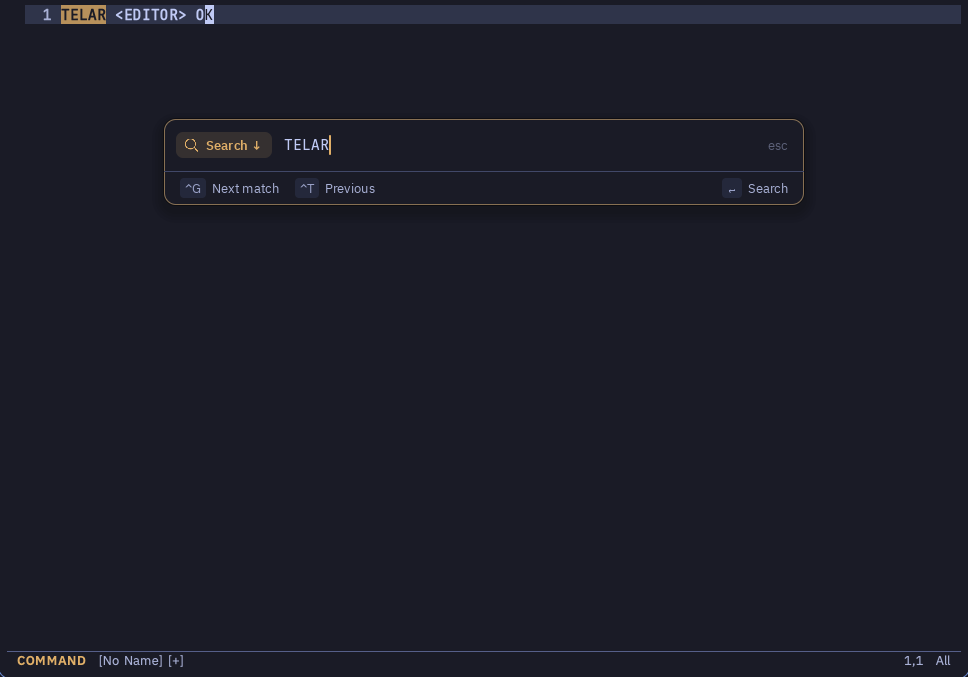 1 TELAR <EDITOR> OK
Search ↓ TELAR esc
^G Next match ^T Previous ↵ Search
COMMAND [No Name] [+] 1,1 All